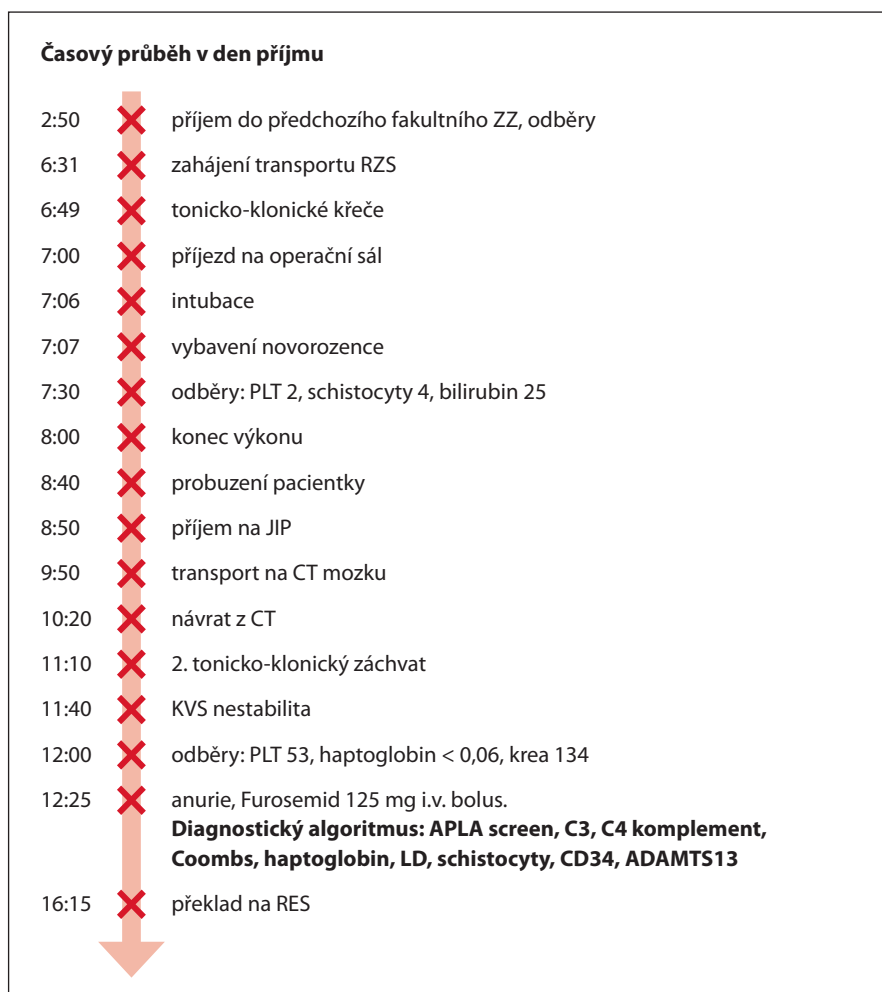 Časový průběh v den příjmu
2:50 příjem do předchozího fakultního ZZ, odběry
6:31 zahájení transportu RZS
6:49 tonicko-klonické křeče
7:00 příjezd na operační sál
7:06 intubace
7:07 vybavení novorozence
7:30 odběry: PLT 2, schistocyty 4, bilirubin 25
8:00 konec výkonu
8:40 probuzení pacientky
8:50 příjem na JIP
9:50 transport na CT mozku
10:20 návrat z CT
11:10 2. tonicko-klonický záchvat
11:40 KVS nestabilita
12:00 odběry: PLT 53, haptoglobin < 0,06, krea 134
12:25 anurie, Furosemid 125 mg i.v. bolus.
Diagnostický algoritmus: APLA screen, C3, C4 komplement,
Coombs, haptoglobin, LD, schistocyty, CD34, ADAMTS13
16:15 překlad na RES